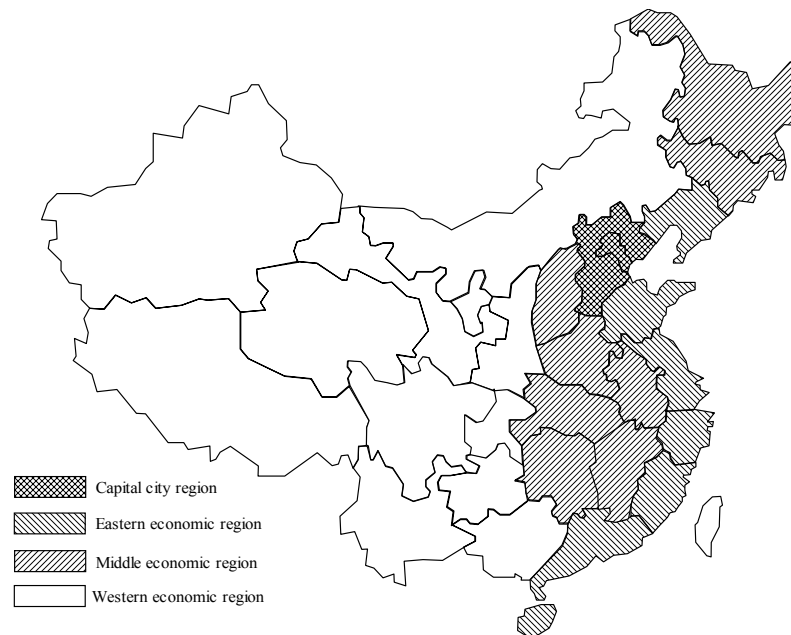 Capital city region
Eastern economic region
Middle economic region
Western economic region